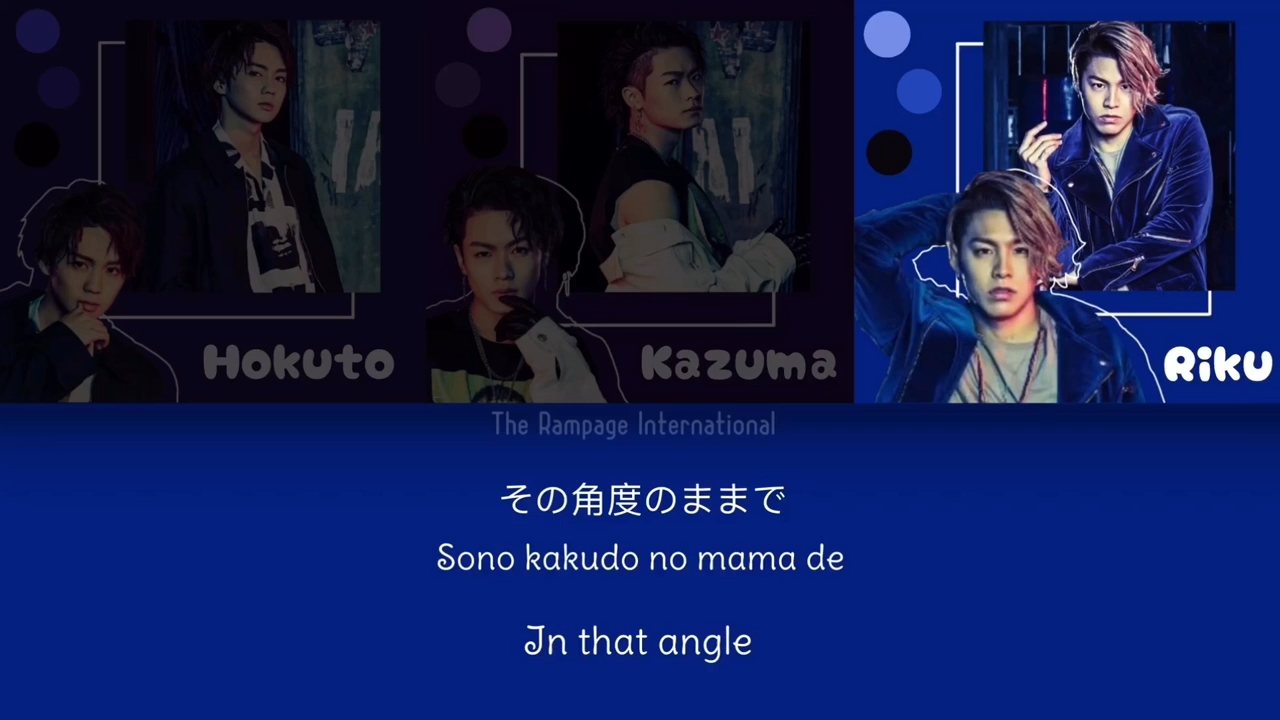 Hokuto
Kazuma
Riku
The Rampage International
その角度のままで
Sono kakudo no mama de
In that angle